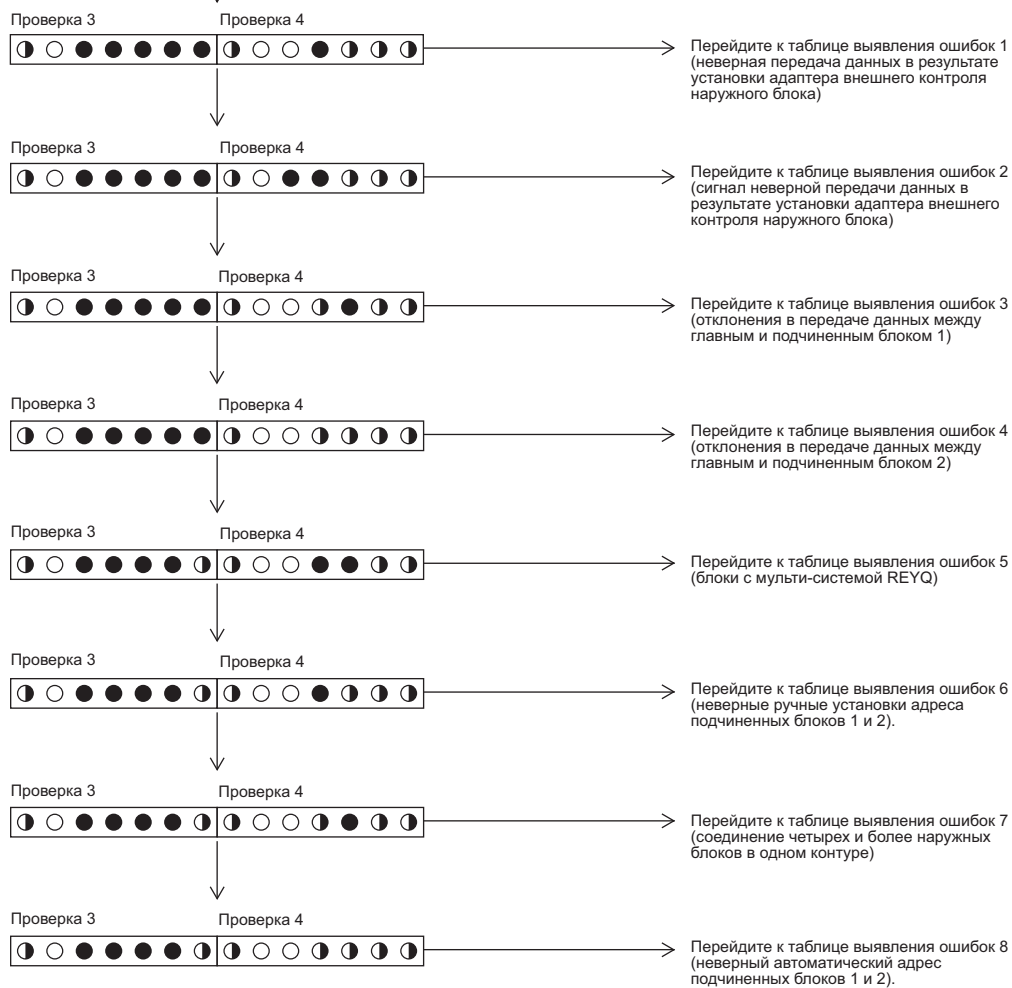 Проверка 3 Проверка 4
Перейдите к таблице выявления ошибок 1
(неверная передача данных в результате
установки адаптера внешнего контроля
наружного блока)
Проверка 3 Проверка 4
Перейдите к таблице выявления ошибок 2
(сигнал неверной передачи данных в
результате установки адаптера внешнего
контроля наружного блока)
Проверка 3 Проверка 4
Перейдите к таблице выявления ошибок 3
(отклонения в передаче данных между
главным и подчиненным блоком 1)
Проверка 3 Проверка 4
Перейдите к таблице выявления ошибок 4
(отклонения в передаче данных между
главным и подчиненным блоком 2)
Проверка 3 Проверка 4
Перейдите к таблице выявления ошибок 5
(блоки с мульти-системой REYQ)
Проверка 3 Проверка 4
Перейдите к таблице выявления ошибок 6
(неверные ручные установки адреса
подчиненных блоков 1 и 2).
Проверка 3 Проверка 4
Перейдите к таблице выявления ошибок 7
(соединение четырех и более наружных
блоков в одном контуре)
Проверка 3 Проверка 4
Перейдите к таблице выявления ошибок 8
(неверный автоматический адрес
подчиненных блоков 1 и 2).